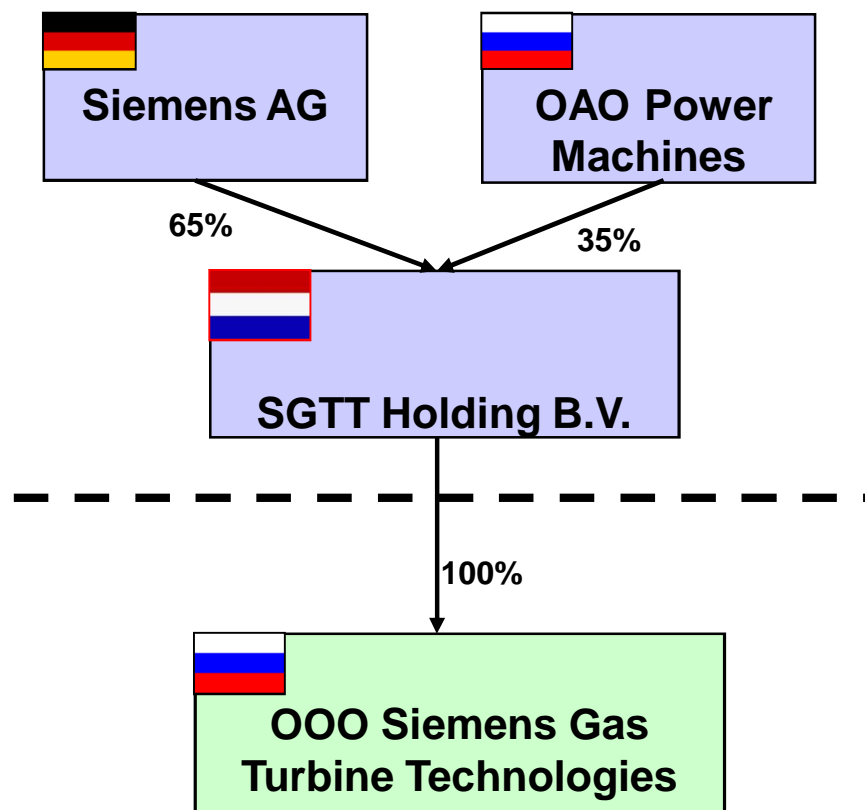 Siemens AG
OAO Power
Machines
65%
35%
SGTT Holding B.V.
100%
OOO Siemens Gas
Turbine Technologies